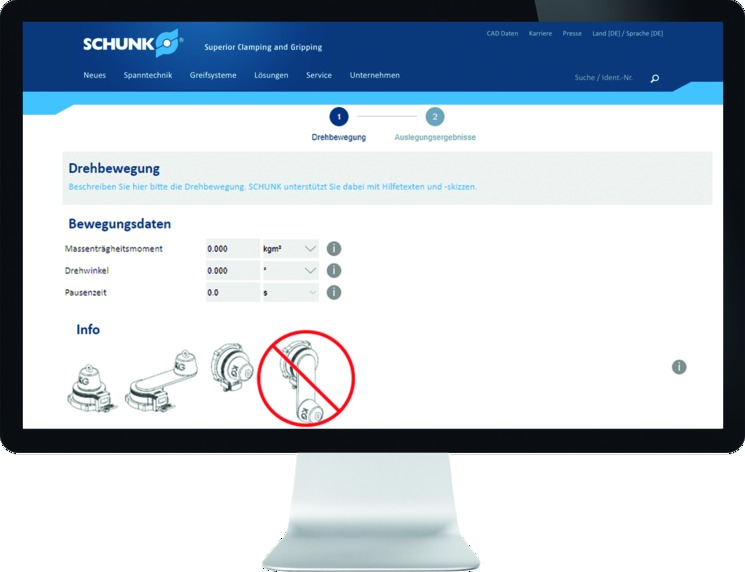 SCHUNK®
Superior Clamping and Gripping
CAD Daten Karriere Presse Land [DE] / Sprache [DE]
Neues Spanntechnik Greifsysteme Lösungen Service Unternehmen
Suche / Ident.-Nr.
1 2
Drehbewegung Auslegungsergebnisse
Drehbewegung
Beschreiben Sie hier bitte die Drehbewegung. SCHUNK unterstützt Sie dabei mit Hilfetexten und -skizzen.
Bewegungsdaten
Massenträgheitsmoment 0.000 kgm² i
Drehwinkel 0.000 ° i
Pausenzeit 0.0 s i
Info
i